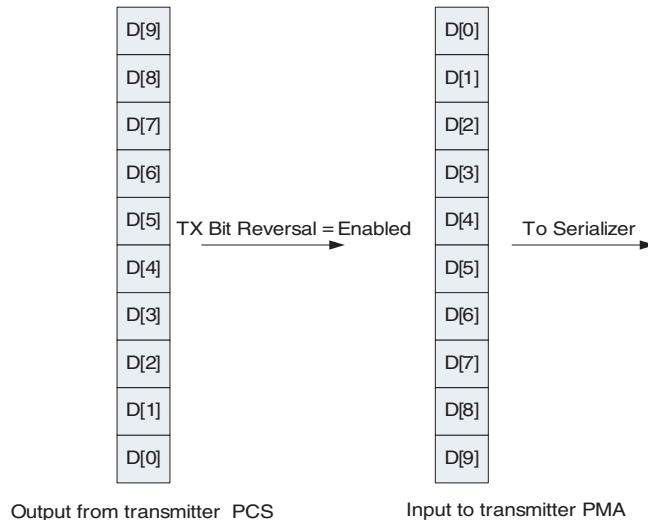 D[9]
D[8]
D[7]
D[6]
D[5]
D[4]
D[3]
D[2]
D[1]
D[0]
Output from transmitter PCS
TX Bit Reversal = Enabled
D[0]
D[1]
D[2]
D[3]
D[4]
D[5]
D[6]
D[7]
D[8]
D[9]
Input to transmitter PMA
To Serializer